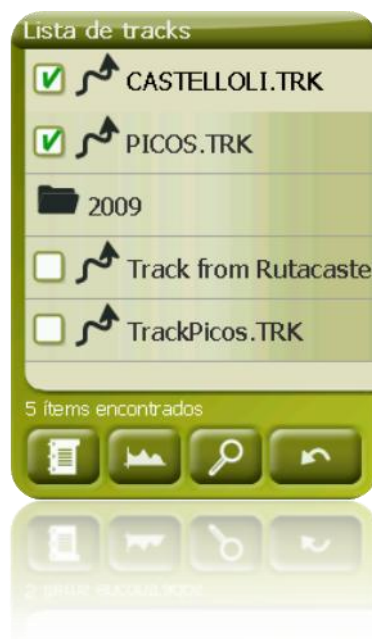 Lista de tracks
CASTELLOLI.TRK
PICOS.TRK
2009
Track from Rutacaste
TrackPicos.TRK
5 ítems encontrados